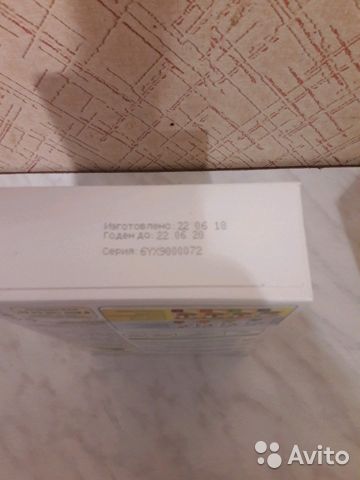 Изготовлено: 22 06 18
Годен до: 22 06 20
Серия: 6YX9000072
Avito